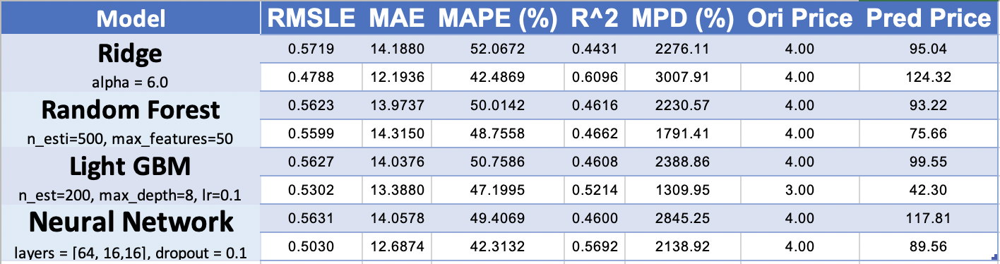 Model RMSLE MAE MAPE (%) R^2 MPD (%) Ori Price Pred Price
Ridge 0.5719 14.1880 52.0672 0.4431 2276.11 4.00 95.04
alpha = 6.0 0.4788 12.1936 42.4869 0.6096 3007.91 4.00 124.32
Random Forest 0.5623 13.9737 50.0142 0.4616 2230.57 4.00 93.22
n_esti=500, max_features=50 0.5599 14.3150 48.7558 0.4662 1791.41 4.00 75.66
Light GBM 0.5627 14.0376 50.7586 0.4608 2388.86 4.00 99.55
n_est=200, max_depth=8, lr=0.1 0.5302 13.3880 47.1995 0.5214 1309.95 3.00 42.30
Neural Network 0.5631 14.0578 49.4069 0.4600 2845.25 4.00 117.81
layers = [64, 16,16], dropout = 0.1 0.5030 12.6874 42.3132 0.5692 2138.92 4.00 89.56